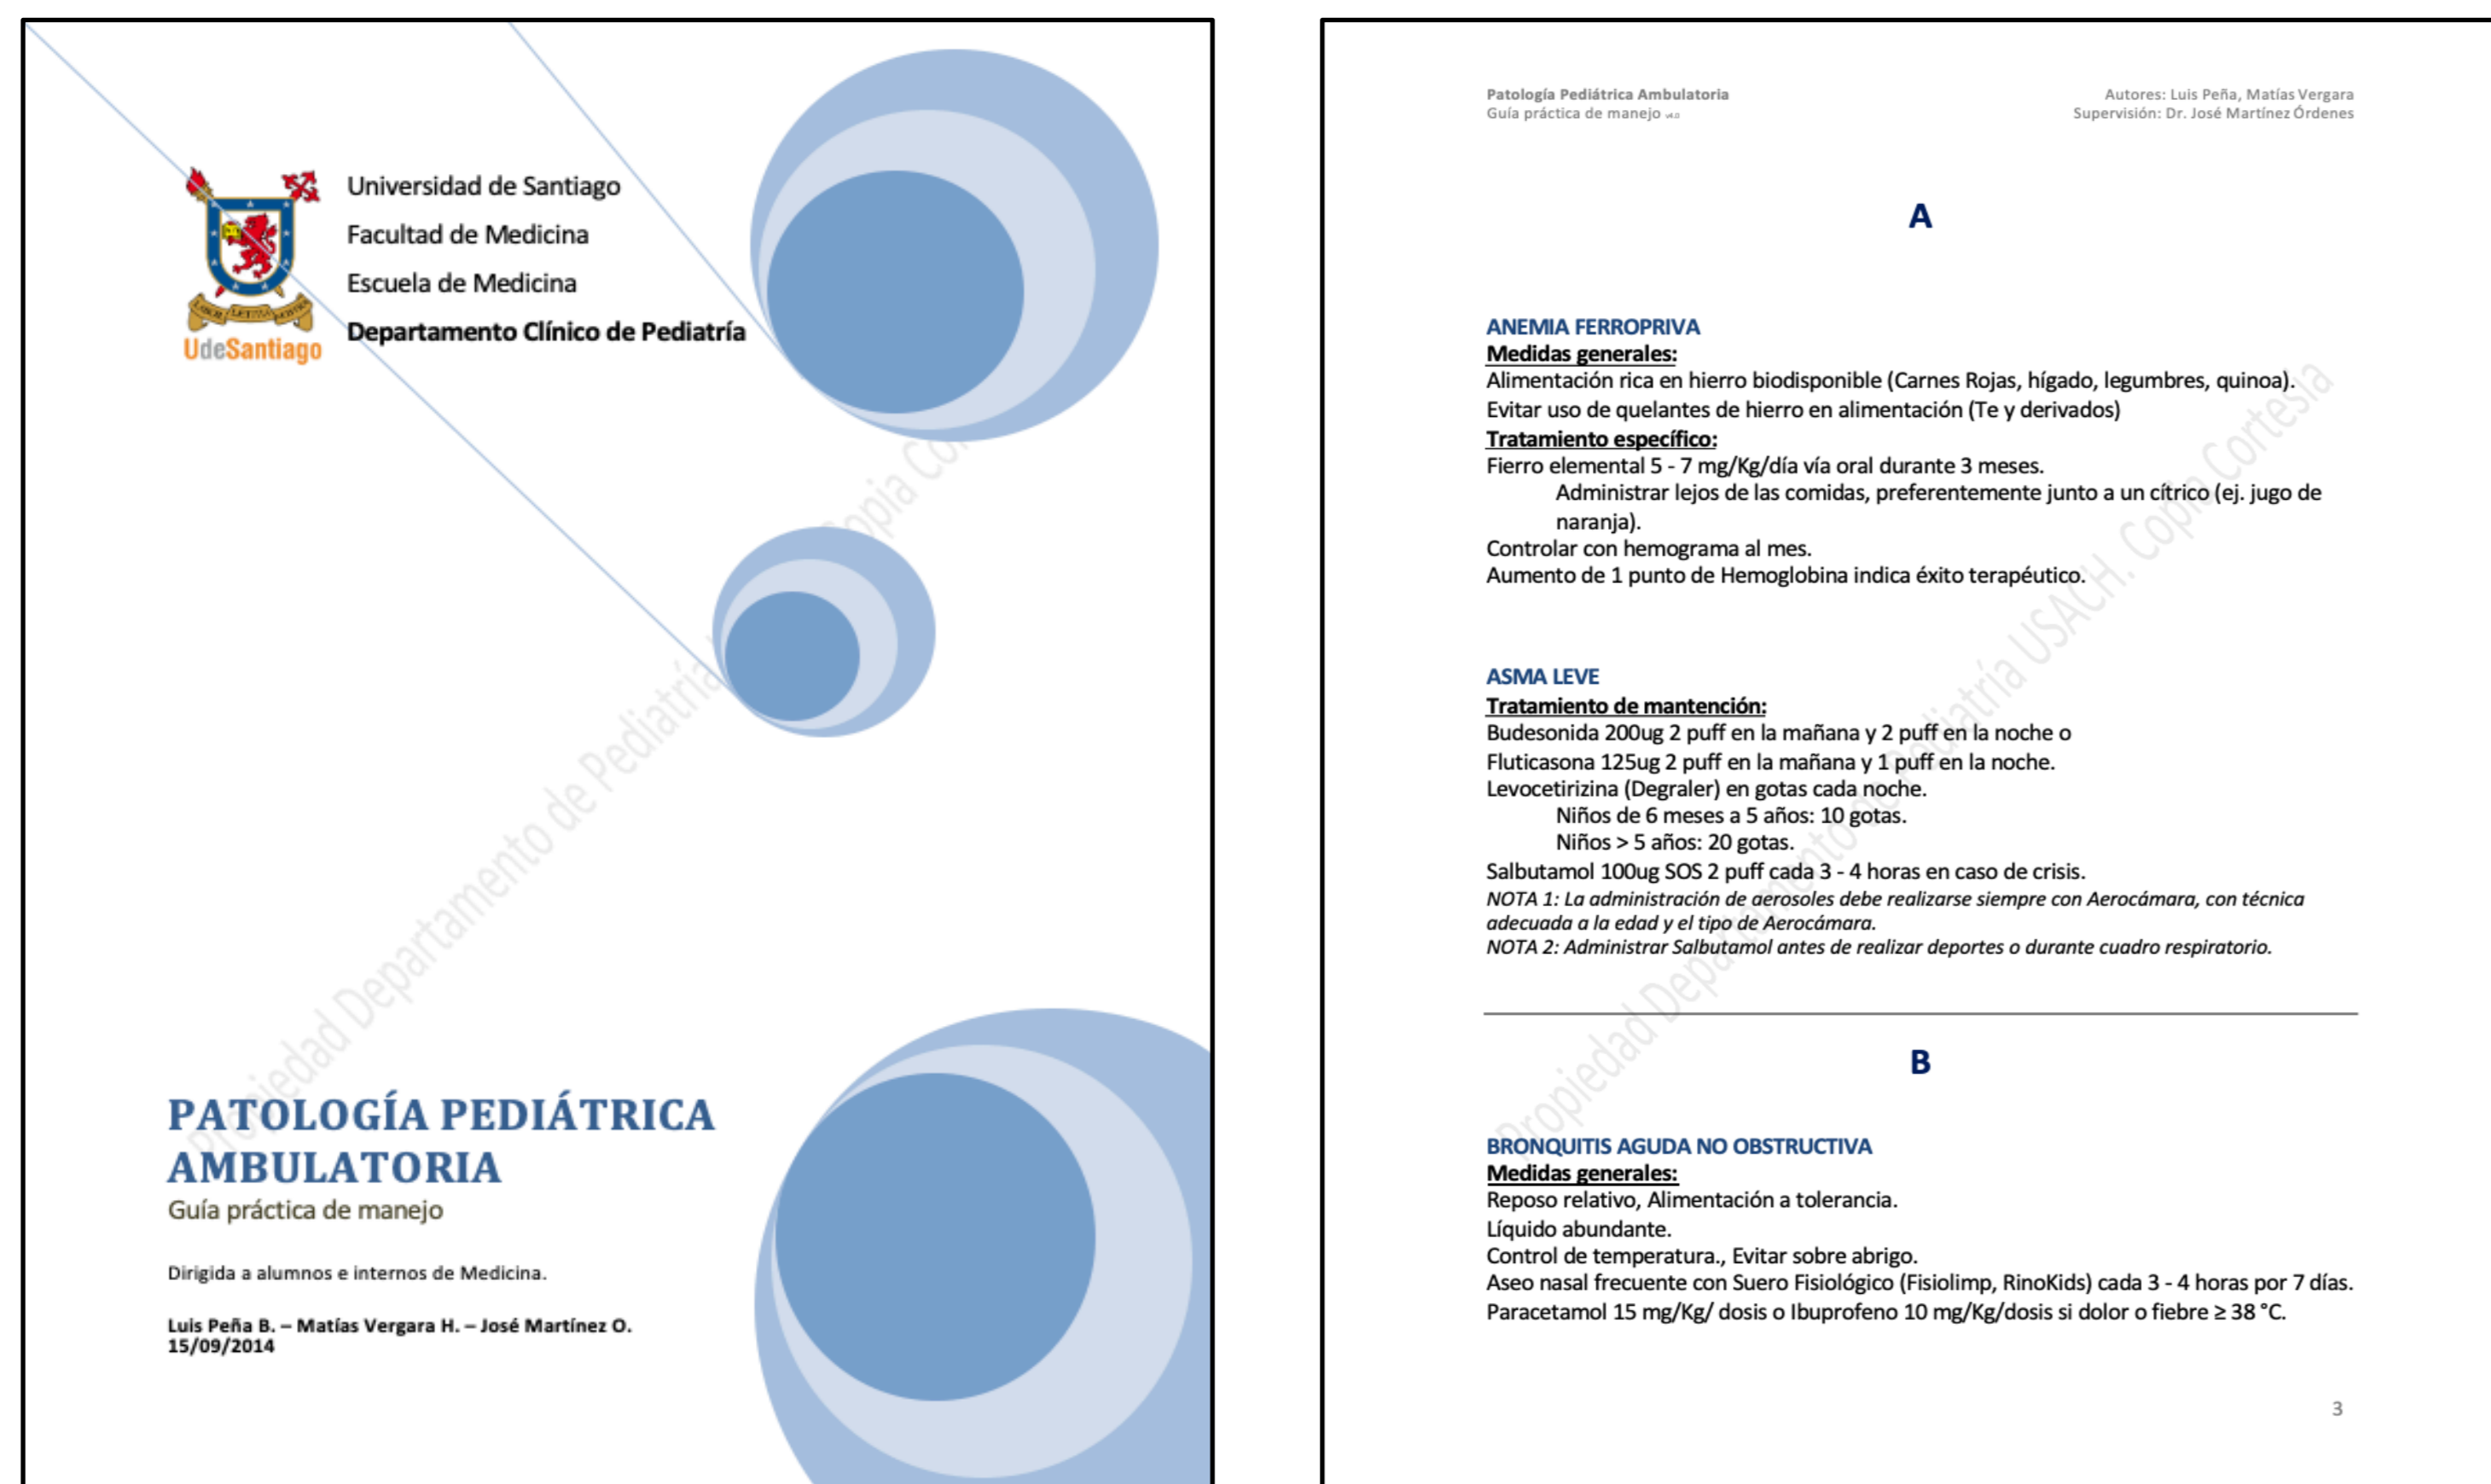 Universidad de Santiago
Facultad de Medicina
Escuela de Medicina
Departamento Clínico de Pediatría
UdeSantiago
Propiedad Departamento de Pediatría
PATOLOGÍA PEDIÁTRICA
AMBULATORIA
Guía práctica de manejo
Dirigida a alumnos e internos de Medicina.
Luis Peña B. – Matías Vergara H. – José Martínez O.
15/09/2014
Patología Pediátrica Ambulatoria
Guía práctica de manejo
Autores: Luis Peña, Matías Vergara
Supervisión: Dr. José Martínez Órdenes
A
ANEMIA FERROPRIVA
Medidas generales:
Alimentación rica en hierro biodisponible (Carnes Rojas, hígado, legumbres, quinoa).
Evitar uso de quelantes de hierro en alimentación (Te y derivados)
Tratamiento específico:
Fierro elemental 5 - 7 mg/Kg/día vía oral durante 3 meses.
Administrar lejos de las comidas, preferentemente junto a un cítrico (ej. jugo de
naranja).
Controlar con hemograma al mes.
Aumento de 1 punto de Hemoglobina indica éxito terapéutico.
ASMA LEVE
Tratamiento de mantención:
Budesonida 200ug 2 puff en la mañana y 2 puff en la noche o
Fluticasona 125ug 2 puff en la mañana y 1 puff en la noche.
Levocetirizina (Degraler) en gotas cada noche.
Niños de 6 meses a 5 años: 10 gotas.
Niños > 5 años: 20 gotas.
Salbutamol 100ug SOS 2 puff cada 3 - 4 horas en caso de crisis.
NOTA 1: La administración de aerosoles debe realizarse siempre con Aerocámara, con técnica
adecuada a la edad y el tipo de Aerocámara.
NOTA 2: Administrar Salbutamol antes de realizar deportes o durante cuadro respiratorio.
B
BRONQUITIS AGUDA NO OBSTRUCTIVA
Medidas generales:
Reposo relativo, Alimentación a tolerancia.
Líquido abundante.
Control de temperatura., Evitar sobre abrigo.
Aseo nasal frecuente con Suero Fisiológico (Fisiolimp, RinoKids) cada 3 - 4 horas por 7 días.
Paracetamol 15 mg/Kg/ dosis o Ibuprofeno 10 mg/Kg/dosis si dolor o fiebre ≥ 38 °C.
Propiedad Departamento de Pediatría USACH. Copia Cortesía
3